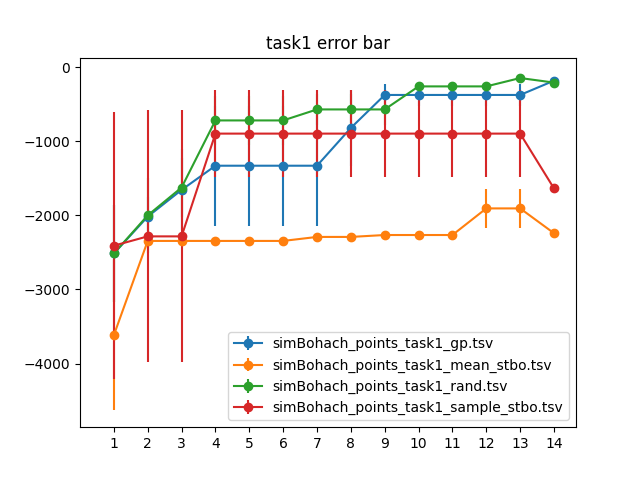 task1 error bar
0
−1000
−2000
−3000
−4000
simBohach_points_task1_gp.tsv
simBohach_points_task1_mean_stbo.tsv
simBohach_points_task1_rand.tsv
simBohach_points_task1_sample_stbo.tsv
1 2 3 4 5 6 7 8 9 10 11 12 13 14